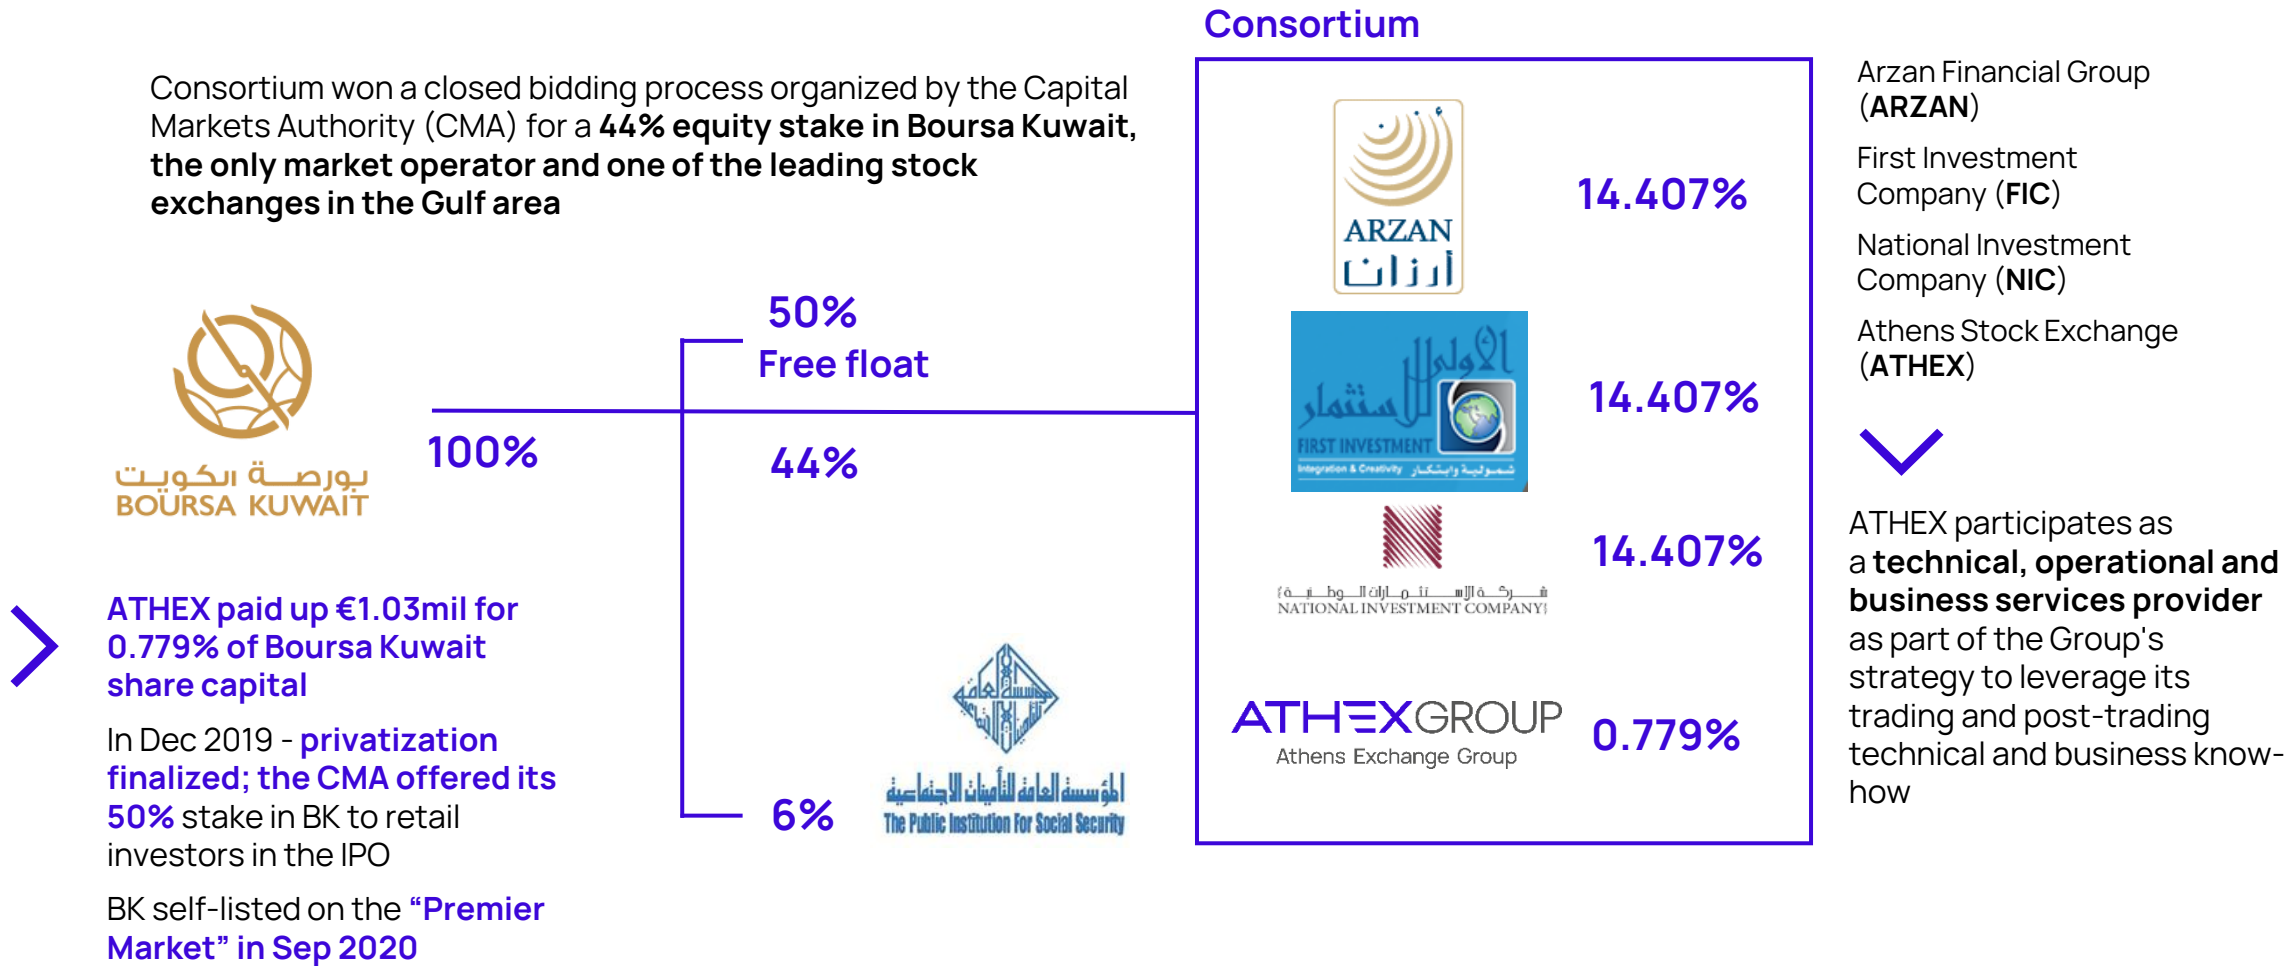 Consortium
Consortium won a closed bidding process organized by the Capital
Markets Authority (CMA) for a 44% equity stake in Boursa Kuwait,
the only market operator and one of the leading stock
exchanges in the Gulf area
بورصة الكويت
BOURSA KUWAIT
100%
50%
Free float
44%
6%
المؤسسة العامة للتأمينات الاجتماعية
The Public Institution For Social Security
ATHEX paid up €1.03mil for
0.779% of Boursa Kuwait
share capital
In Dec 2019 - privatization
finalized; the CMA offered its
50% stake in BK to retail
investors in the IPO
BK self-listed on the “Premier
Market” in Sep 2020
ARZAN
أرزان
14.407%
الأولى للاستثمار
FIRST INVESTMENT
Integration & Creativity شمولية وابتكار
14.407%
شركة الاستثمارات الوطنية
NATIONAL INVESTMENT COMPANY
14.407%
ATHEXGROUP
Athens Exchange Group
0.779%
Arzan Financial Group
(ARZAN)
First Investment
Company (FIC)
National Investment
Company (NIC)
Athens Stock Exchange
(ATHEX)
ATHEX participates as
a technical, operational and
business services provider
as part of the Group's
strategy to leverage its
trading and post-trading
technical and business know-
how